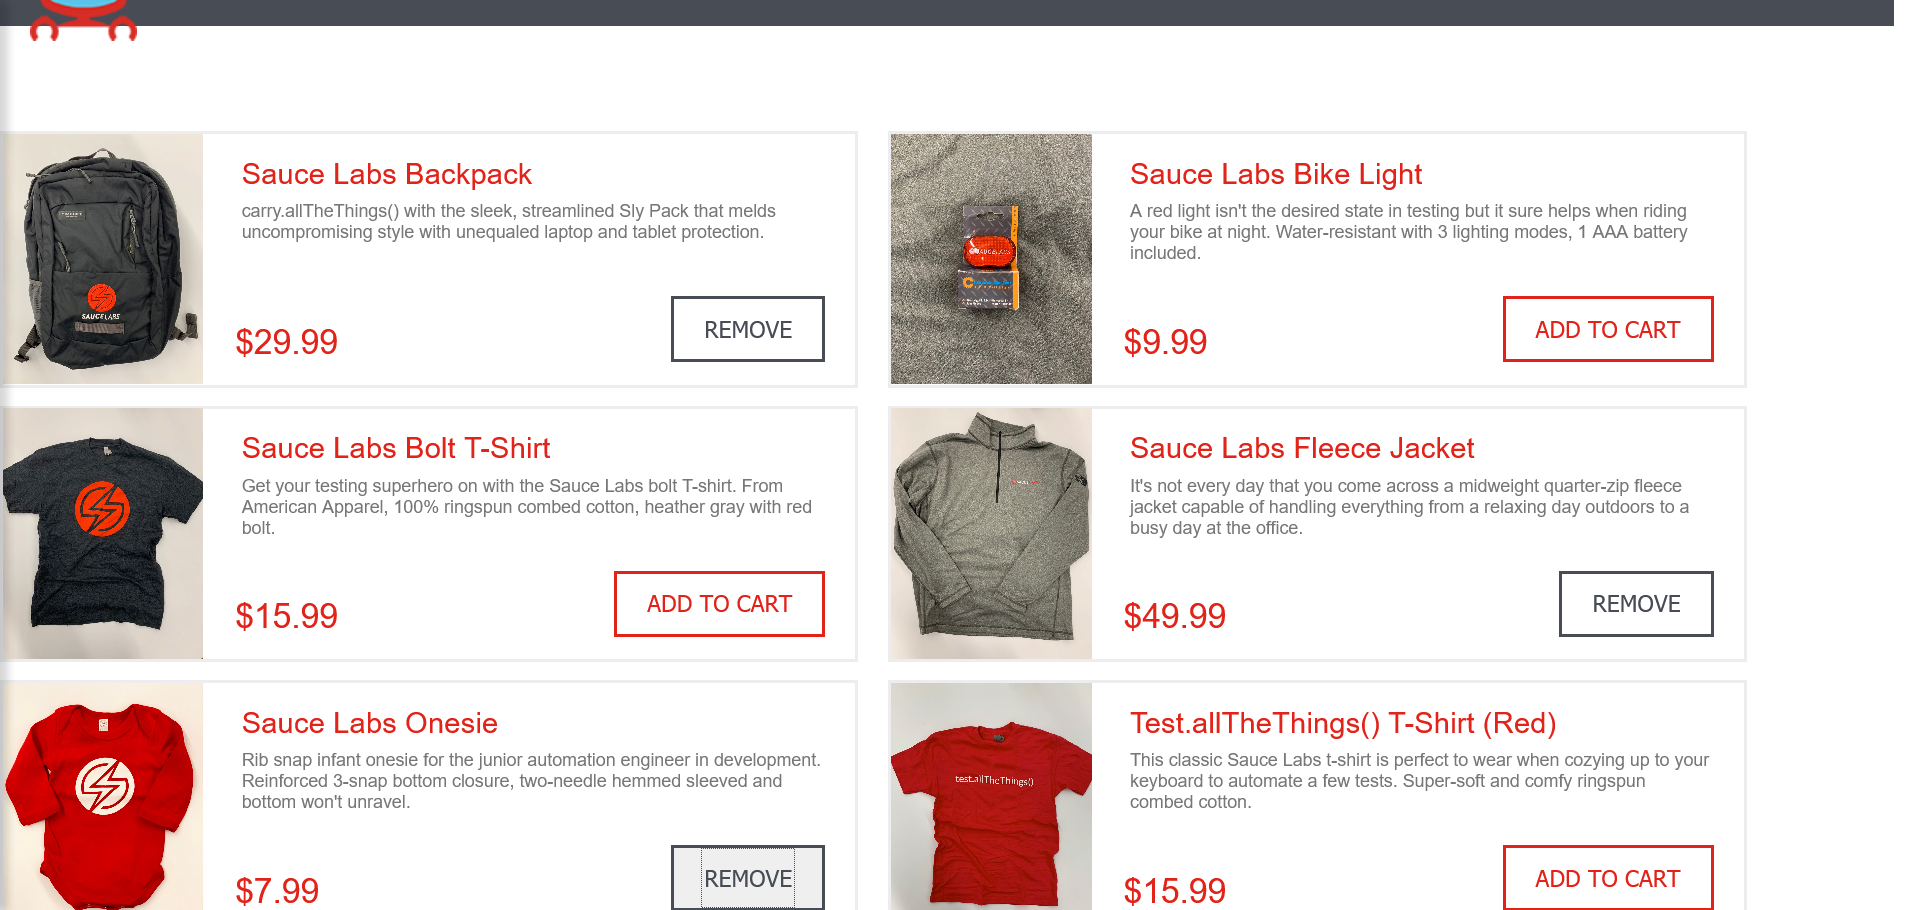 Sauce Labs Backpack
carry.allTheThings() with the sleek, streamlined Sly Pack that melds
uncompromising style with unequaled laptop and tablet protection.
$29.99
REMOVE
SAUCE LABS
Sauce Labs Bike Light
A red light isn't the desired state in testing but it sure helps when riding
your bike at night. Water-resistant with 3 lighting modes, 1 AAA battery
included.
$9.99
ADD TO CART
Sauce Labs Bolt T-Shirt
Get your testing superhero on with the Sauce Labs bolt T-shirt. From
American Apparel, 100% ringspun combed cotton, heather gray with red
bolt.
$15.99
ADD TO CART
Sauce Labs Fleece Jacket
It's not every day that you come across a midweight quarter-zip fleece
jacket capable of handling everything from a relaxing day outdoors to a
busy day at the office.
$49.99
REMOVE
Sauce Labs Onesie
Rib snap infant onesie for the junior automation engineer in development.
Reinforced 3-snap bottom closure, two-needle hemmed sleeved and
bottom won't unravel.
$7.99
REMOVE
Test.allTheThings() T-Shirt (Red)
This classic Sauce Labs t-shirt is perfect to wear when cozying up to your
keyboard to automate a few tests. Super-soft and comfy ringspun
combed cotton.
test.allTheThings()
$15.99
ADD TO CART